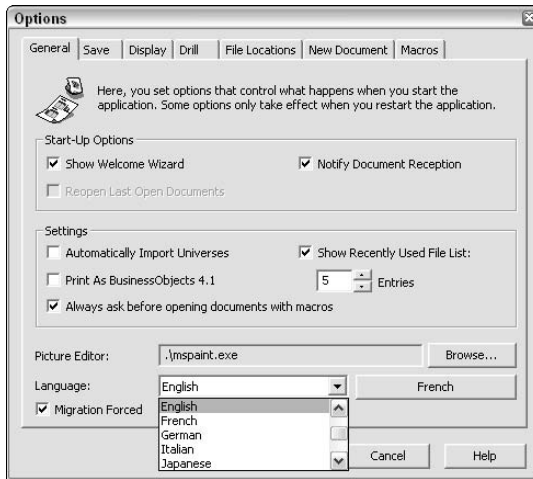 Options
General Save Display Drill File Locations New Document Macros
Here, you set options that control what happens when you start the
application. Some options only take effect when you restart the application.
Start-Up Options
Show Welcome Wizard Notify Document Reception
Reopen Last Open Documents
Settings
Automatically Import Universes Show Recently Used File List:
Print As BusinessObjects 4.1 5 Entries
Always ask before opening documents with macros
Picture Editor: .\mspaint.exe Browse...
Language: English French
Migration Forced English
French
German
Italian
Japanese
Cancel Help